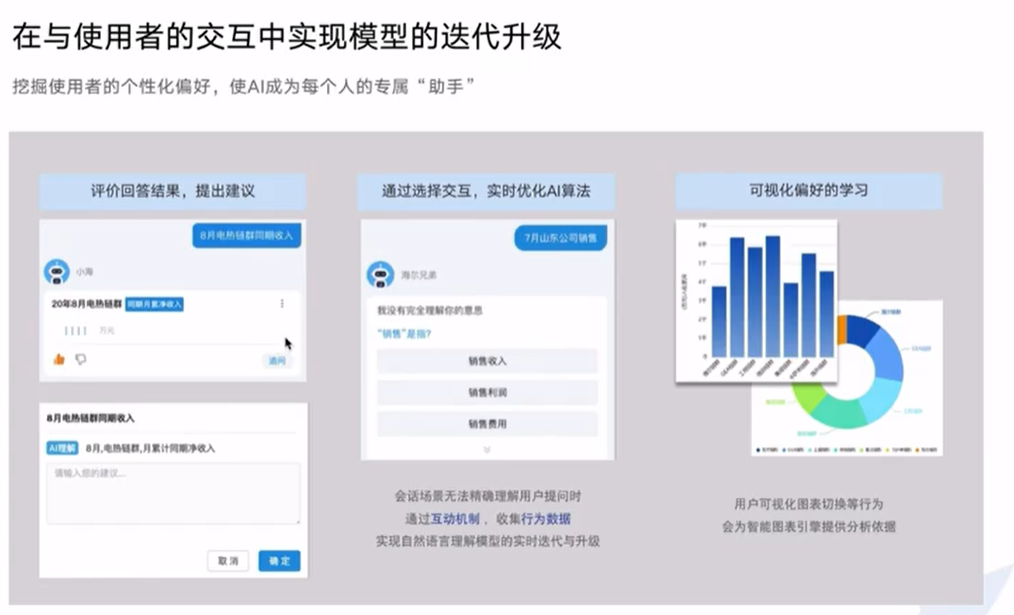 在与使用者的交互中实现模型的迭代升级
挖掘使用者的个性化偏好，使AI成为每个人的专属“助手”
评价回答结果，提出建议
8月电热链群同期收入
小海
20年8月电热链群 同期月累净收入
万元
追问
8月电热链群同期收入
AI理解 8月,电热链群,月累计同期净收入
请输入您的建议...
取消
确定
通过选择交互，实时优化AI算法
7月山东公司销售
海尔兄弟
我没有完全理解你的意思
“销售”是指?
销售收入
销售利润
销售费用
会话场景无法精确理解用户提问时
通过互动机制，收集行为数据
实现自然语言理解模型的实时迭代与升级
可视化偏好的学习
用户可视化图表切换等行为
会为智能图表引擎提供分析依据